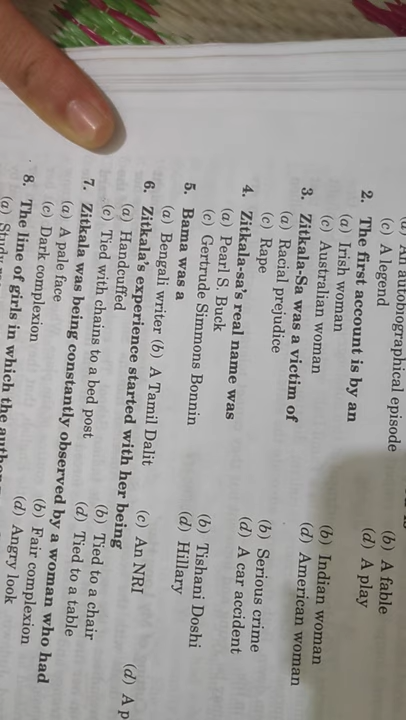 An autobiographical episode (b) A fable
(c) A legend (d) A play
2. The first account is by an
(a) Irish woman (b) Indian woman
(c) Australian woman (d) American woman
3. Zitkala-Sa was a victim of
(a) Racial prejudice (b) Serious crime
(c) Rape (d) A car accident
4. Zitkala-sa's real name was
(a) Pearl S. Buck (b) Tishani Doshi
(c) Gertrude Simmons Bonnin (d) Hillary
5. Bama was a
(a) Bengali writer (b) A Tamil Dalit (c) An NRI (d) A p
6. Zitkala's experience started with her being
(a) Handcuffed (b) Tied to a chair
(c) Tied with chains to a bed post (d) Tied to a table
7. Zitkala was being constantly observed by a woman who had
(a) A pale face (b) Fair complexion
(c) Dark complexion (d) Angry look
8. The line of girls in which the
(a)